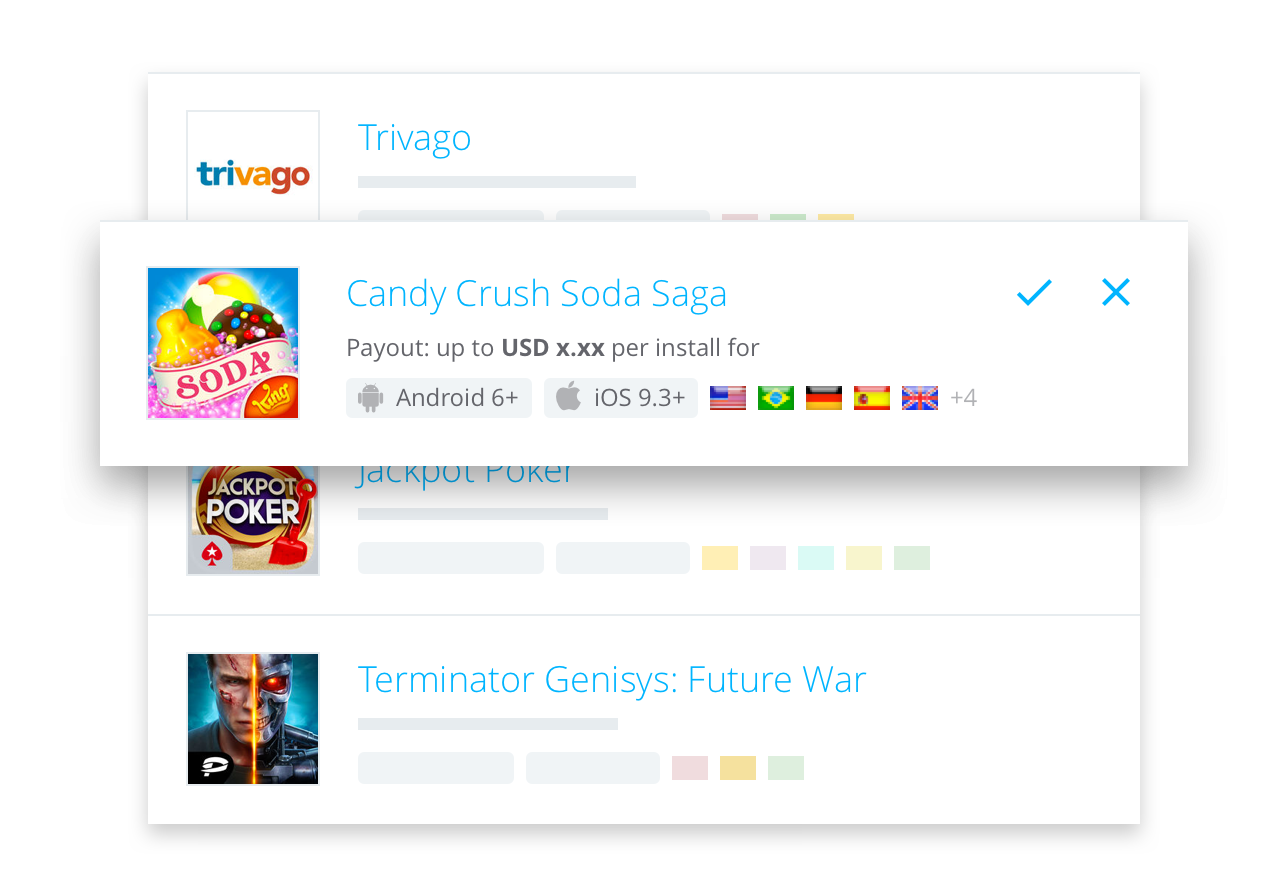 trivago
Trivago
SODA
King
Candy Crush Soda Saga
Payout: up to USD x.xx per install for
Android 6+ iOS 9.3+ +4
JACKPOT
POKER
Jackpot Poker
Terminator Genisys: Future War